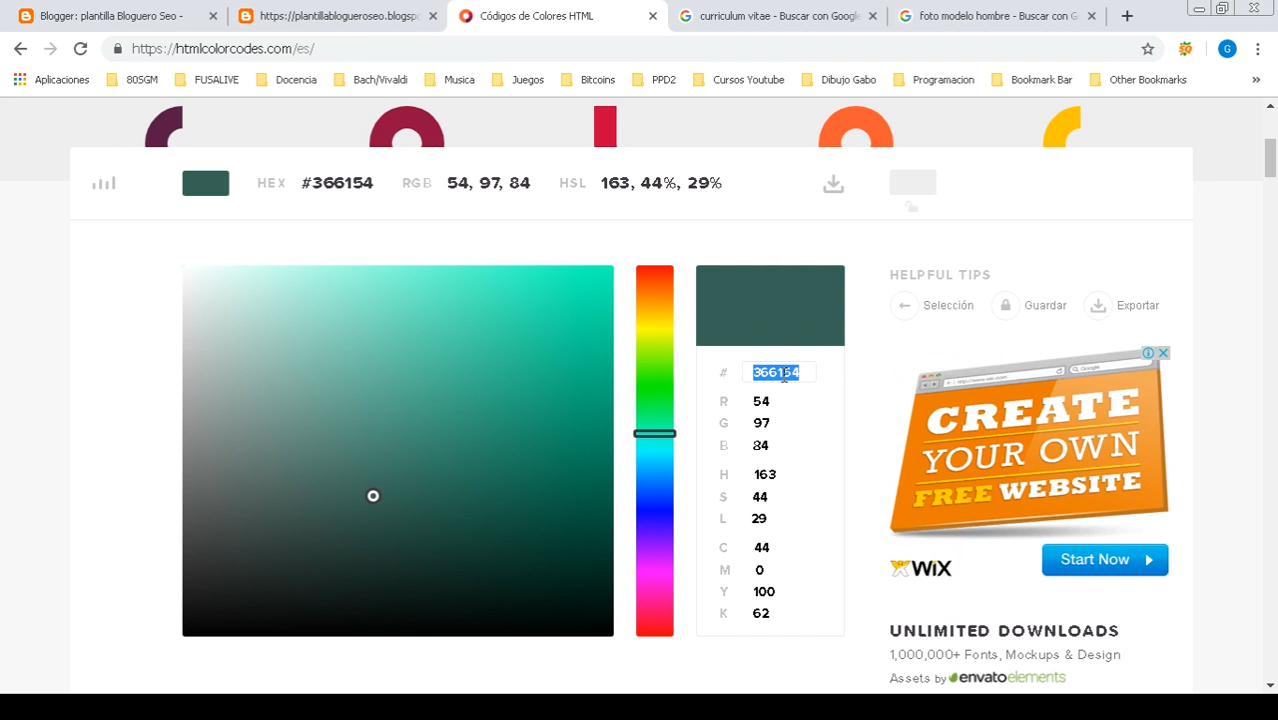 Blogger: plantilla Bloguero Seo -
https://plantillablogueroseo.blogspo
Códigos de Colores HTML
curriculum vitae - Buscar con Google
foto modelo hombre - Buscar con G
https://htmlcolorcodes.com/es/
G
Aplicaciones
80SGM
FUSALIVE
Docencia
Bach/Vivaldi
Musica
Juegos
Bitcoins
PPD2
Cursos Youtube
Dibujo Gabo
Programacion
Bookmark Bar
Other Bookmarks
HEX #366154 RGB 54, 97, 84 HSL 163, 44%, 29%
# 366154
R 54
G 97
B 84
H 163
S 44
L 29
C 44
M 0
Y 100
K 62
HELPFUL TIPS
Selección Guardar Exportar
Google
CREATE
YOUR OWN
FREE WEBSITE
WiX
Start Now
UNLIMITED DOWNLOADS
1,000,000+ Fonts, Mockups & Design
Assets by envatoelements